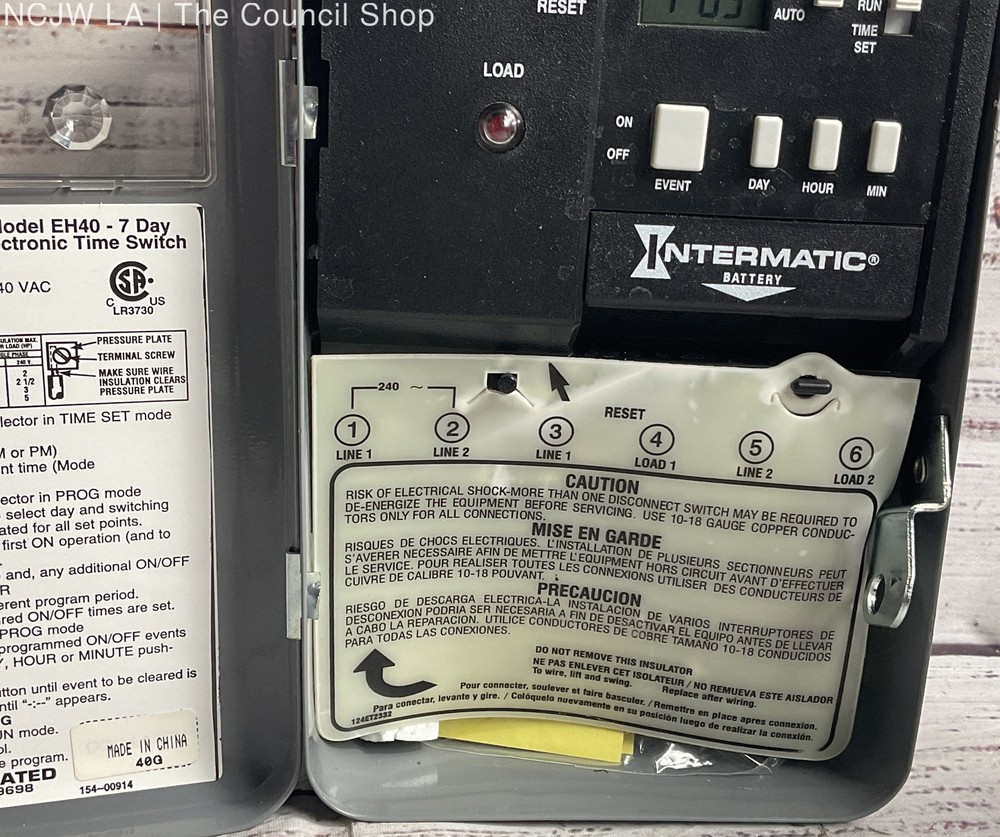 NCJW LA | The Council Shop
RESET
AUTO
RUN
TIME
SET
LOAD
ON
OFF
EVENT
DAY
HOUR
MIN
INTERMATIC®
BATTERY
Model EH40 - 7 Day
ctronic Time Switch
40 VAC
SA
C US
LR3730
240 V.
2
2 1/2
3
5
PRESSURE PLATE
TERMINAL SCREW
MAKE SURE WIRE
INSULATION CLEARS
PRESSURE PLATE
lector in TIME SET mode
M or PM)
nt time (Mode
ector in PROG mode
select day and switching
ated for all set points.
first ON operation (and to
and, any additional ON/OFF
R
erent program period.
red ON/OFF times are set.
PROG mode
programmed ON/OFF events
Y, HOUR or MINUTE push-
tton until event to be cleared is
ntil "-:--" appears.
G
UN mode.
ol.
e program.
ATED
9698
MADE IN CHINA
40G
154-00914
240 ~
RESET
1 2 3 4 5 6
LINE 1 LINE 2 LINE 1 LOAD 1 LINE 2 LOAD 2
CAUTION
RISK OF ELECTRICAL SHOCK-MORE THAN ONE DISCONNECT SWITCH MAY BE REQUIRED TO
DE-ENERGIZE THE EQUIPMENT BEFORE SERVICING. USE 10-18 GAUGE COPPER CONDUC-
TORS ONLY FOR ALL CONNECTIONS.
MISE EN GARDE
RISQUES DE CHOCS ELECTRIQUES. L'INSTALATION DE PLUSIEURS SECTIONNEURS PEUT
S'AVERER NECESSAIRE AFIN DE METTRE L'EQUIPMENT HORS CIRCUIT AVANT D'EFFECTUER
LE SERVICE. POUR REALISER TOUTES LES CONNEXIONS UTILISER DES CONDUCTEURS DE
CUIVRE DE CALIBRE 10-18 POUVANT.
PRECAUCION
RIESGO DE DESCARGA ELECTRICA-LA INSTALACION DE VARIOS INTERRUPTORES DE
DESCONEXION PODRIA SER NECESARIA A FIN DE DESACTIVAR EL EQUIPO ANTES DE LLEVAR
A CABO LA REPARACION. UTILICE CONDUCTORES DE COBRE TAMAÑO 10-18 CONDUCIDOS
PARA TODAS LAS CONEXIONES.
DO NOT REMOVE THIS INSULATOR
NE PAS ENLEVER CET ISOLATEUR / NO REMUEVA ESTE AISLADOR
To wire, lift and swing. Replace after wiring.
Pour connecter, soulever et faire basculer. / Remettre en place apres connexion.
Para conectar, levante y gire. / Colóquelo nuevamente en su posición luego de realizar la conexión.
124ET2332